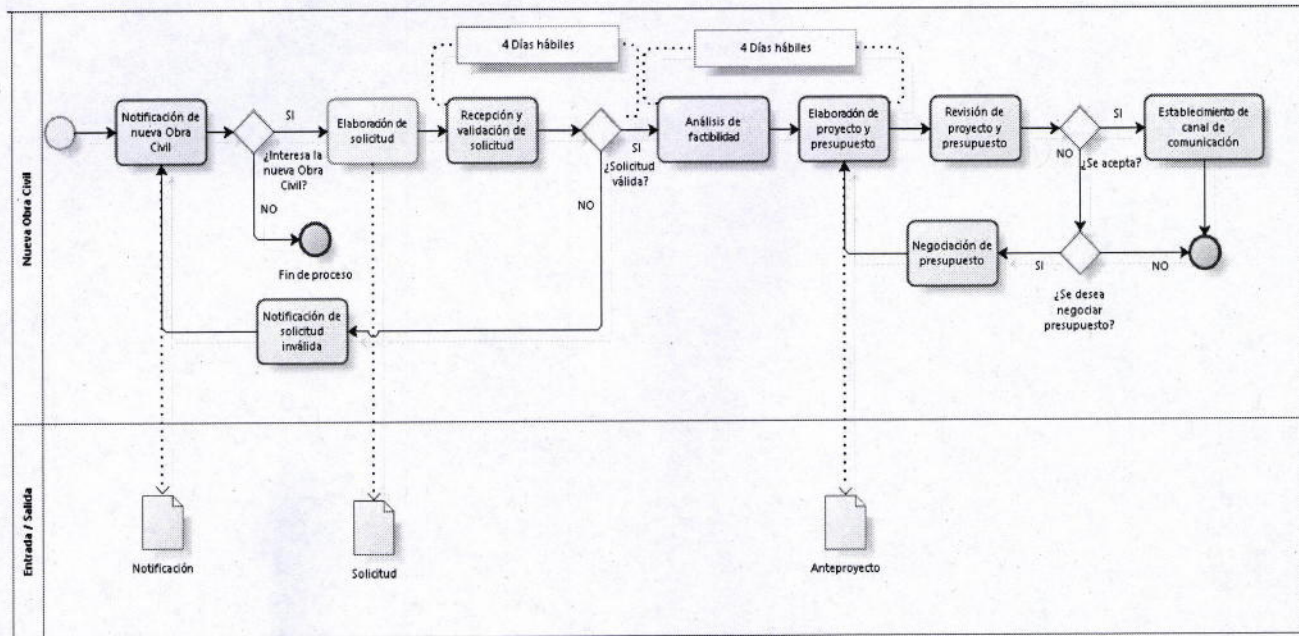 Nueva Obra Civil
4 Días hábiles
4 Días hábiles
Notificación de
nueva Obra
Civil
¿Interesa la
nueva Obra
Civil?
SI
NO
Fin de proceso
Elaboración de
solicitud
Recepción y
validación de
solicitud
¿Solicitud
válida?
SI
NO
Notificación de
solicitud
inválida
Análisis de
factibilidad
Elaboración de
proyecto y
presupuesto
Revisión de
proyecto y
presupuesto
¿Se acepta?
SI
NO
Establecimiento de
canal de
comunicación
Negociación de
presupuesto
SI
NO
¿Se desea
negociar
presupuesto?
Entrada / Salida
Notificación
Solicitud
Anteproyecto